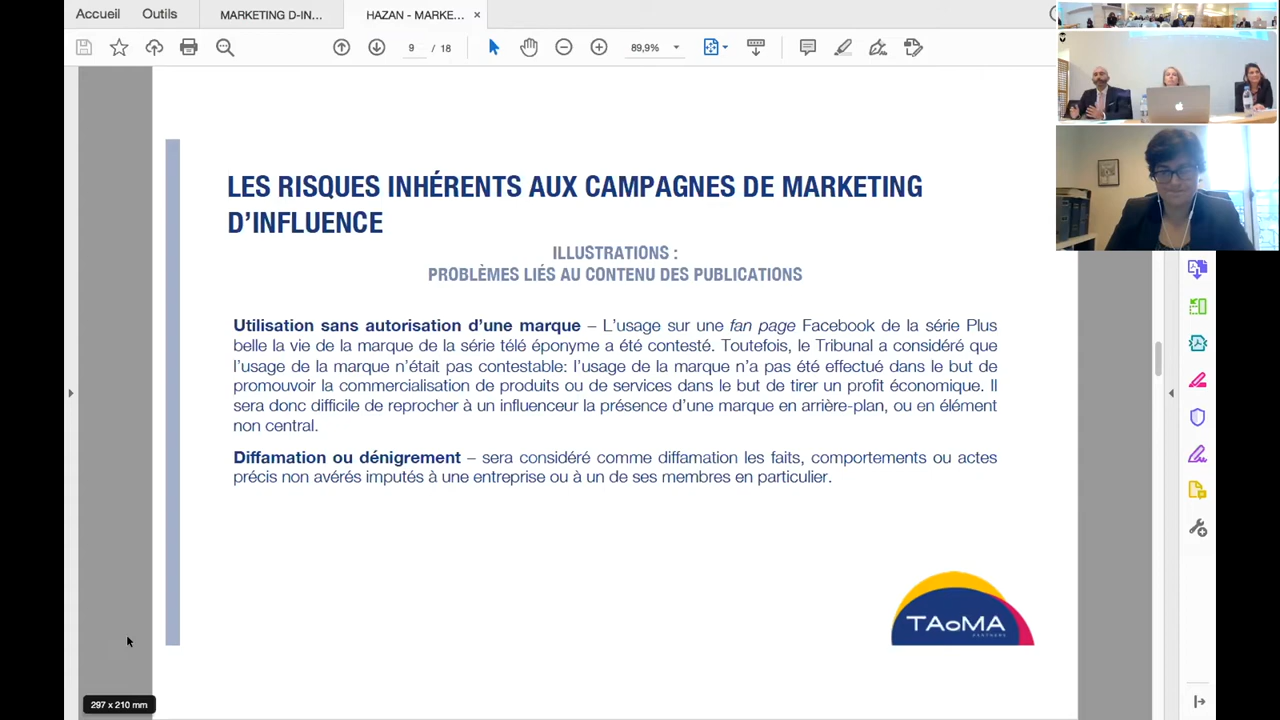 Accueil
Outils
MARKETING D-IN...
HAZAN - MARKE...
×
9 / 18
89,9%
LES RISQUES INHÉRENTS AUX CAMPAGNES DE MARKETING
D’INFLUENCE
ILLUSTRATIONS :
PROBLÈMES LIÉS AU CONTENU DES PUBLICATIONS
Utilisation sans autorisation d’une marque – L’usage sur une fan page Facebook de la série Plus
belle la vie de la marque de la série télé éponyme a été contesté. Toutefois, le Tribunal a considéré que
l’usage de la marque n’était pas contestable: l’usage de la marque n’a pas été effectué dans le but de
promouvoir la commercialisation de produits ou de services dans le but de tirer un profit économique. Il
sera donc difficile de reprocher à un influenceur la présence d’une marque en arrière-plan, ou en élément
non central.
Diffamation ou dénigrement – sera considéré comme diffamation les faits, comportements ou actes
précis non avérés imputés à une entreprise ou à un de ses membres en particulier.
TAoMA
PARTNERS
297 x 210 mm